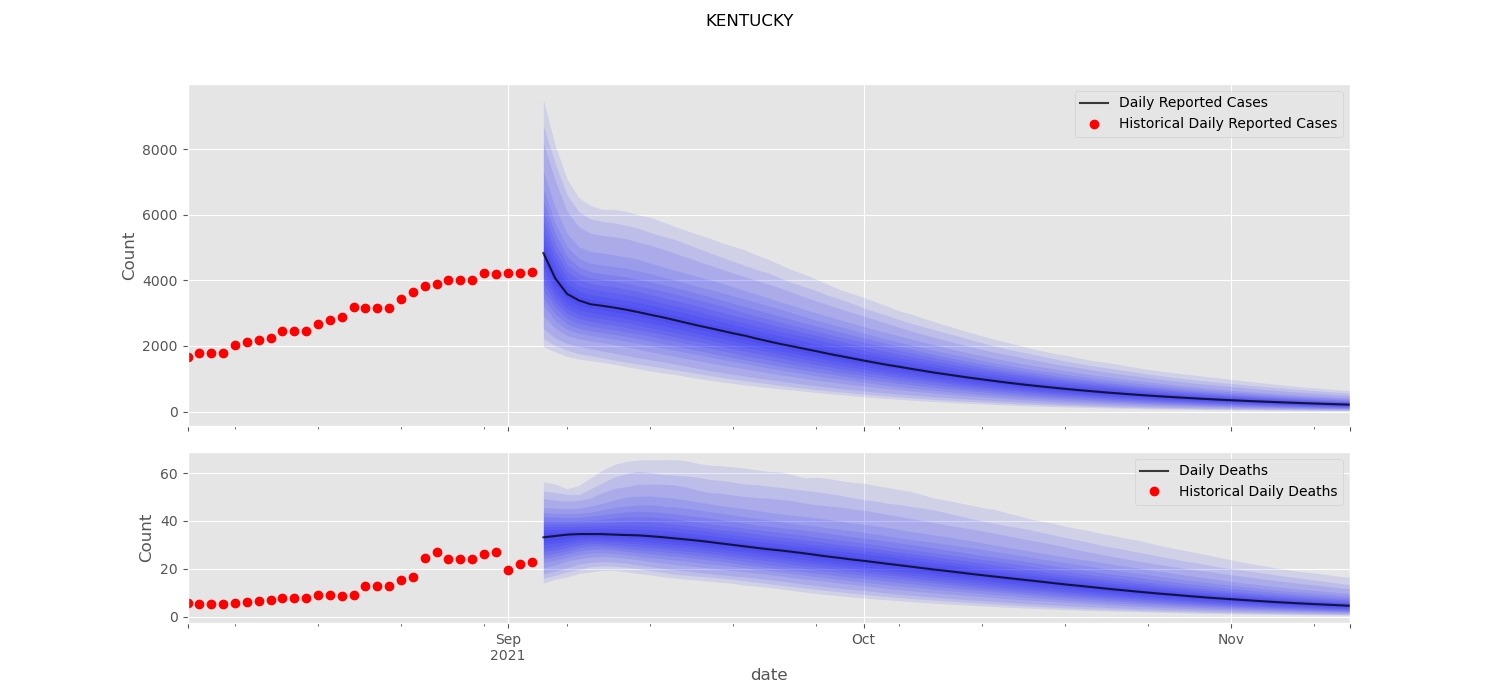 KENTUCKY
Daily Reported Cases
Historical Daily Reported Cases
Count
8000
6000
4000
2000
0
Daily Deaths
Historical Daily Deaths
Count
60
40
20
0
Sep
2021
Oct
Nov
date